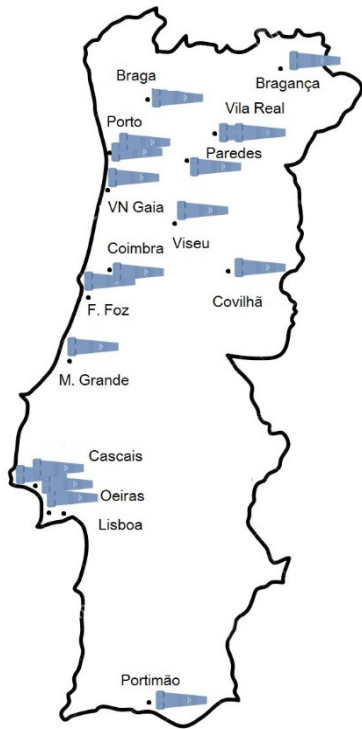 Braga
Bragança
Vila Real
Porto
Paredes
VN Gaia
Viseu
Coimbra
Covilhã
F. Foz
M. Grande
Cascais
Oeiras
Lisboa
Portimão